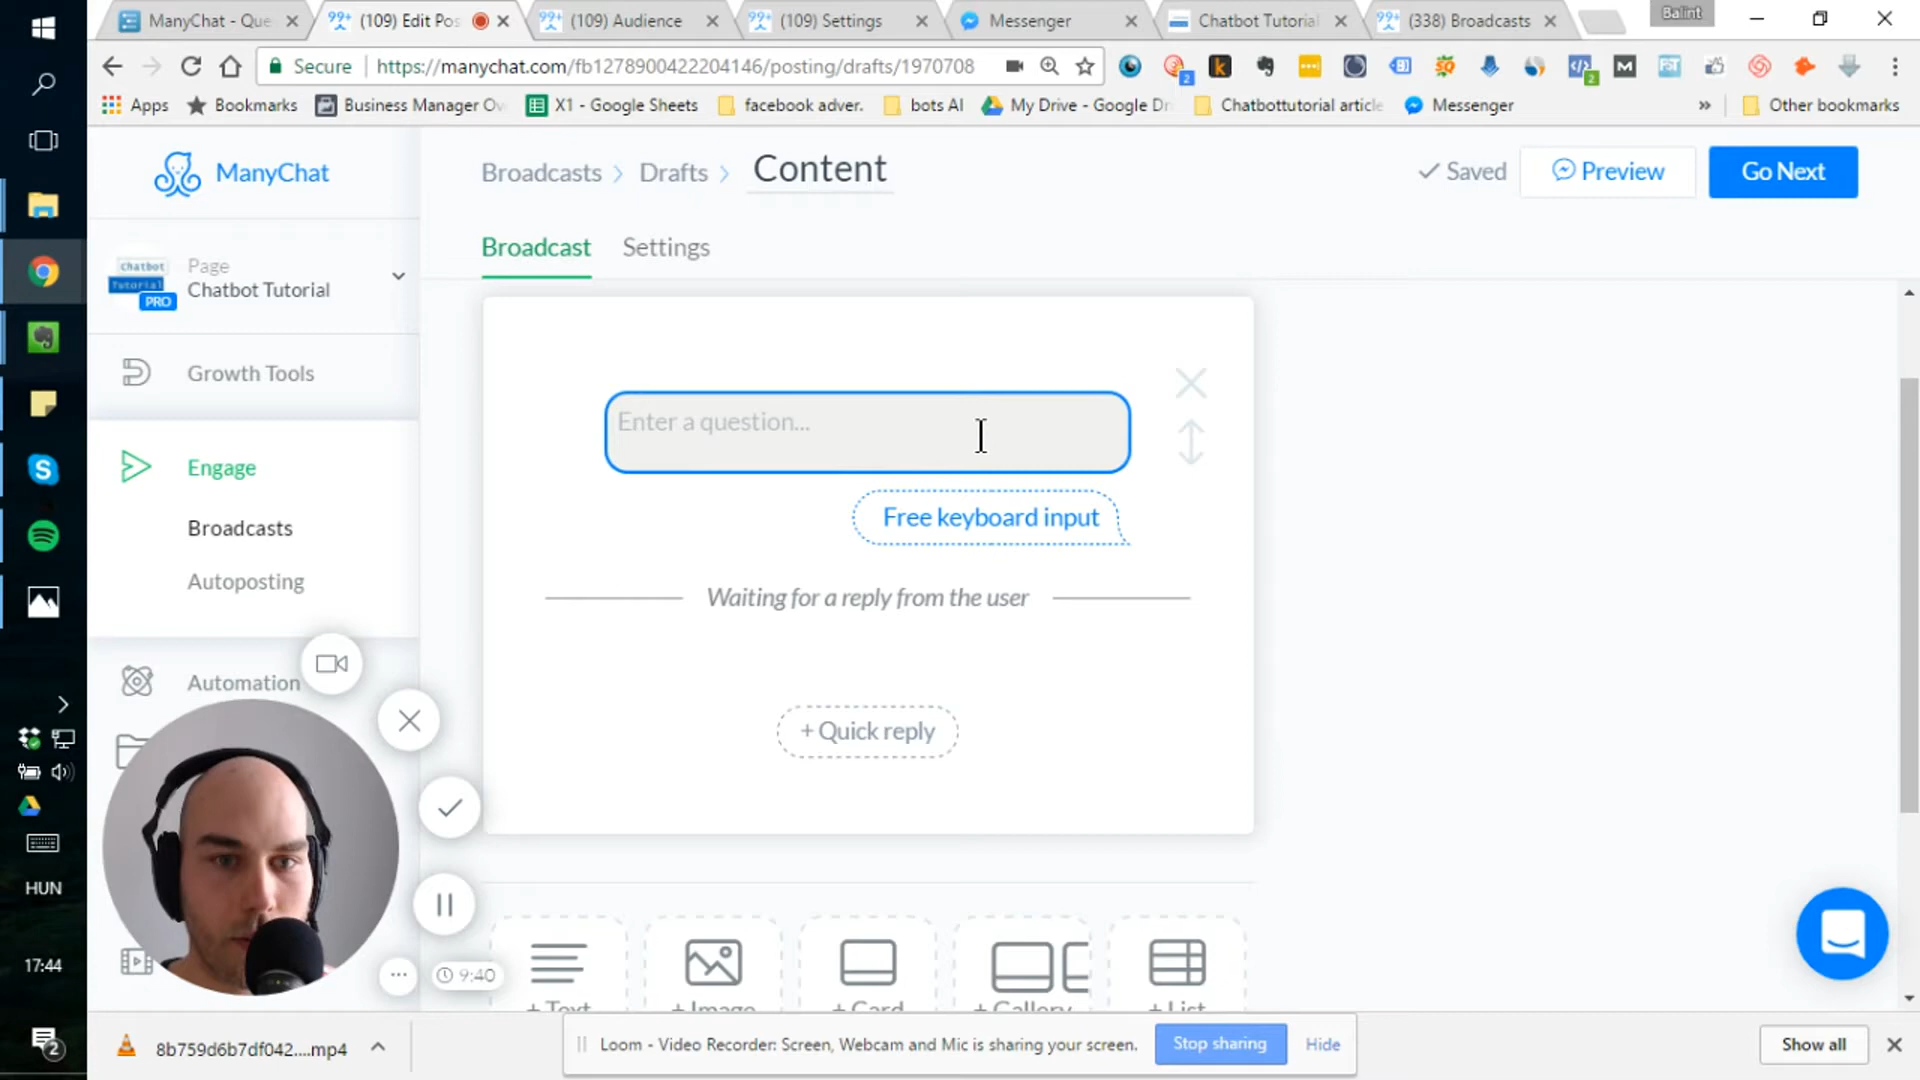 ManyChat - Que
(109) Edit Pos
(109) Audience
(109) Settings
Messenger
Chatbot Tutorial
(338) Broadcasts
Balint
Secure
https://manychat.com/fb1278900422204146/posting/drafts/1970708
Apps
Bookmarks
Business Manager Ov
X1 - Google Sheets
facebook adver.
bots AI
My Drive - Google Dr
Chatbottutorial article
Messenger
»
Other bookmarks
ManyChat
Broadcasts > Drafts > Content
Saved
Preview
Go Next
Page
Chatbot Tutorial
Chatbot
Tutorial
PRO
Broadcast
Settings
Growth Tools
Engage
Broadcasts
Autoposting
Automation
Enter a question...
Free keyboard input
Waiting for a reply from the user
+ Quick reply
+ Text
+ Image
+ Card
+ Gallery
+ List
9:40
HUN
17:44
2
8b759d6b7df042....mp4
Loom - Video Recorder: Screen, Webcam and Mic is sharing your screen.
Stop sharing
Hide
Show all